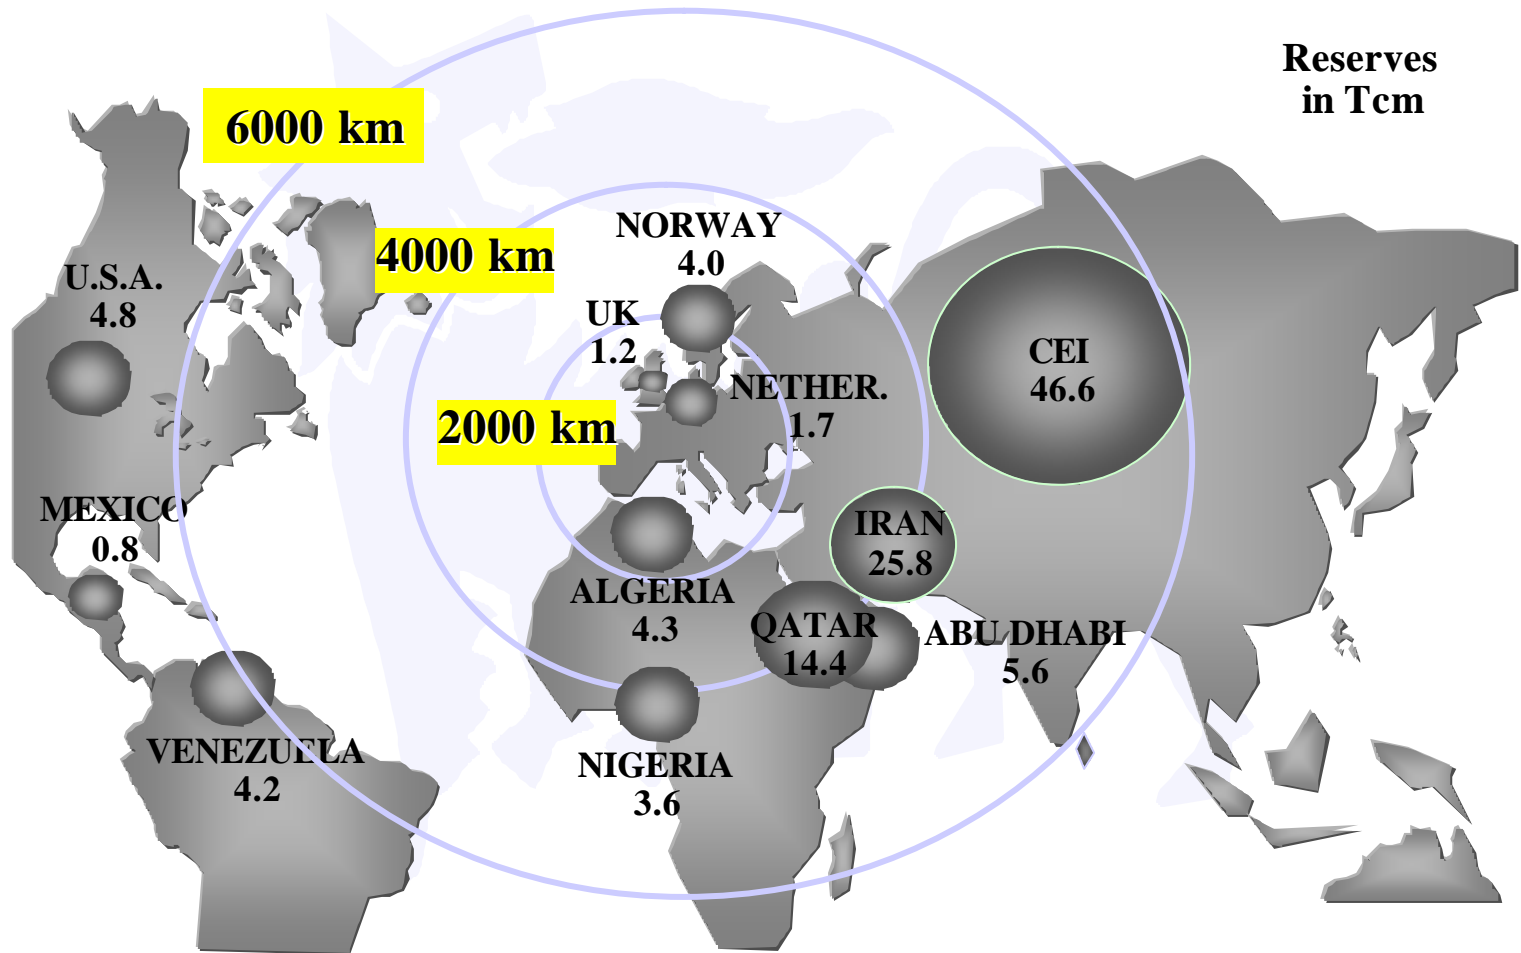 Reserves
in Tcm
6000 km
4000 km
2000 km
NORWAY
4.0
U.S.A.
4.8
UK
1.2
NETHER.
1.7
CEI
46.6
MEXICO
0.8
IRAN
25.8
ALGERIA
4.3
QATAR
14.4
ABU DHABI
5.6
VENEZUELA
4.2
NIGERIA
3.6